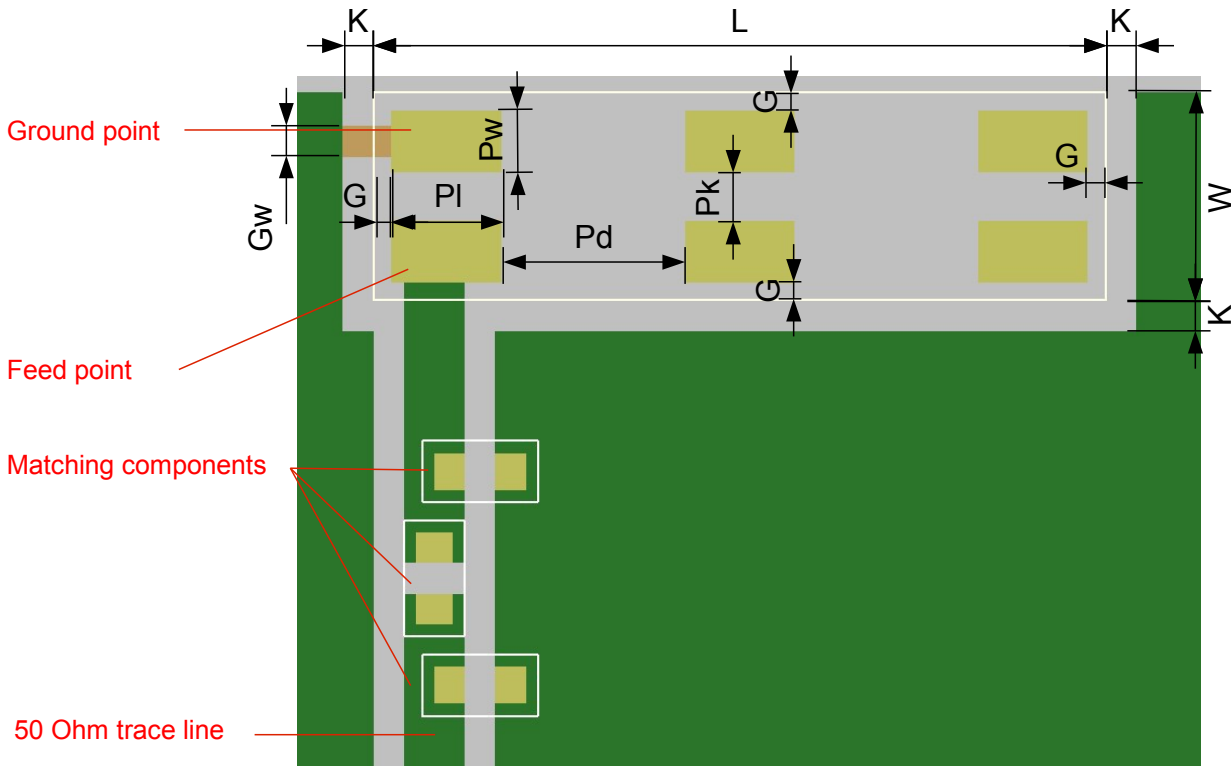 K
L
K
G
Ground point
Pw
G
G
Pl
Pk
W
Gw
Pd
G
K
Feed point
Matching components
50 Ohm trace line